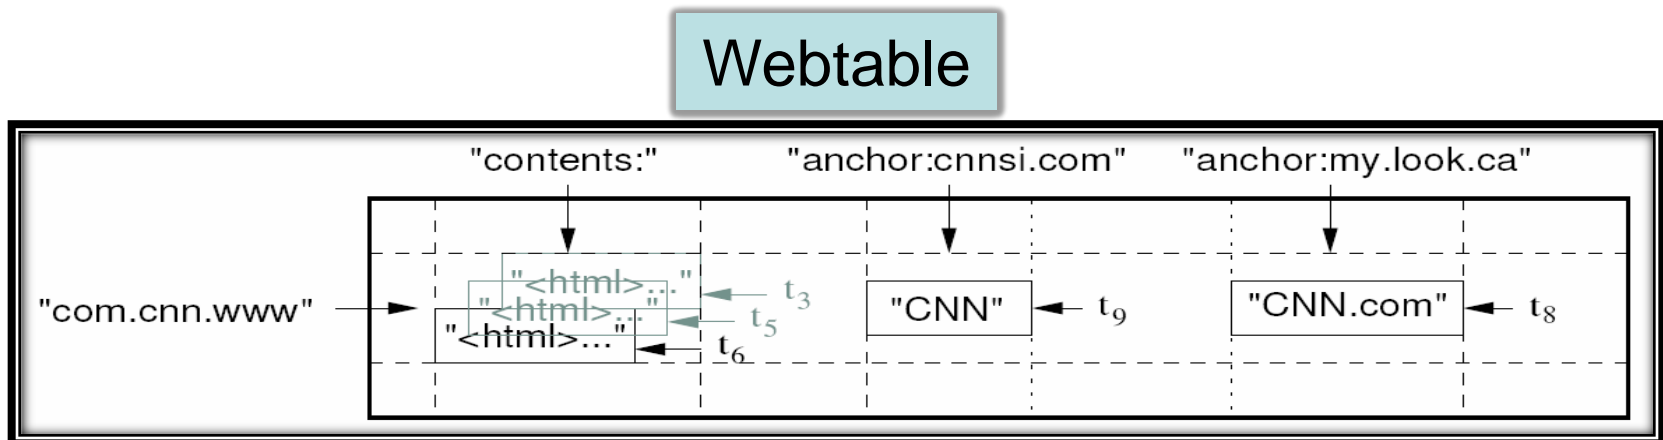 Webtable
"contents:" "anchor:cnnsi.com" "anchor:my.look.ca"
"<html>..." t3
"com.cnn.www" "<html>..." t5 "CNN" t9 "CNN.com" t8
"<html>..." t6